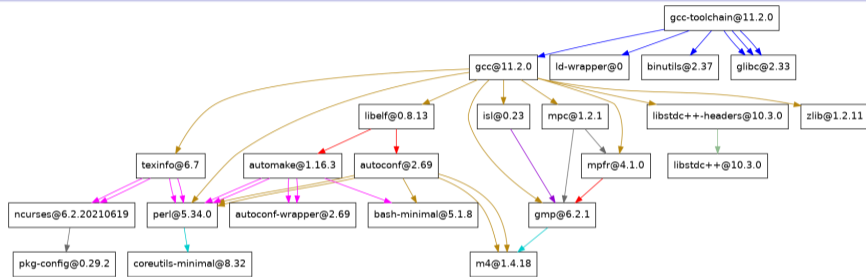 gcc-toolchain@11.2.0
gcc@11.2.0
ld-wrapper@0
binutils@2.37
glibc@2.33
libelf@0.8.13
isl@0.23
mpc@1.2.1
libstdc++-headers@10.3.0
zlib@1.2.11
texinfo@6.7
automake@1.16.3
autoconf@2.69
mpfr@4.1.0
libstdc++@10.3.0
ncurses@6.2.20210619
perl@5.34.0
autoconf-wrapper@2.69
bash-minimal@5.1.8
gmp@6.2.1
pkg-config@0.29.2
coreutils-minimal@8.32
m4@1.4.18